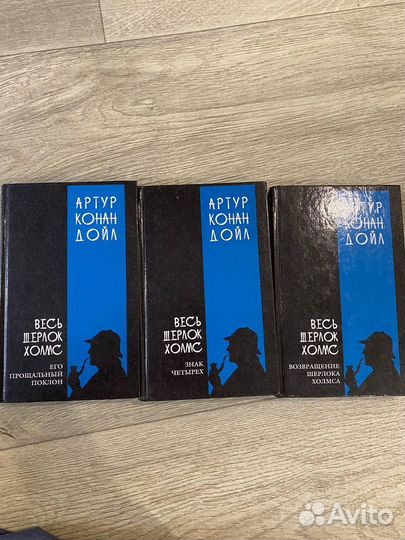 АРТУР
КОНАН
ДОЙЛ
ВЕСЬ
ШЕРЛОК
ХОЛМС
ЕГО
ПРОЩАЛЬНЫЙ
ПОКЛОН
АРТУР
КОНАН
ДОЙЛ
ВЕСЬ
ШЕРЛОК
ХОЛМС
ЗНАК
ЧЕТЫРЕХ
АРТУР
КОНАН
ДОЙЛ
ВЕСЬ
ШЕРЛОК
ХОЛМС
ВОЗВРАЩЕНИЕ
ШЕРЛОКА
ХОЛМСА
Avito